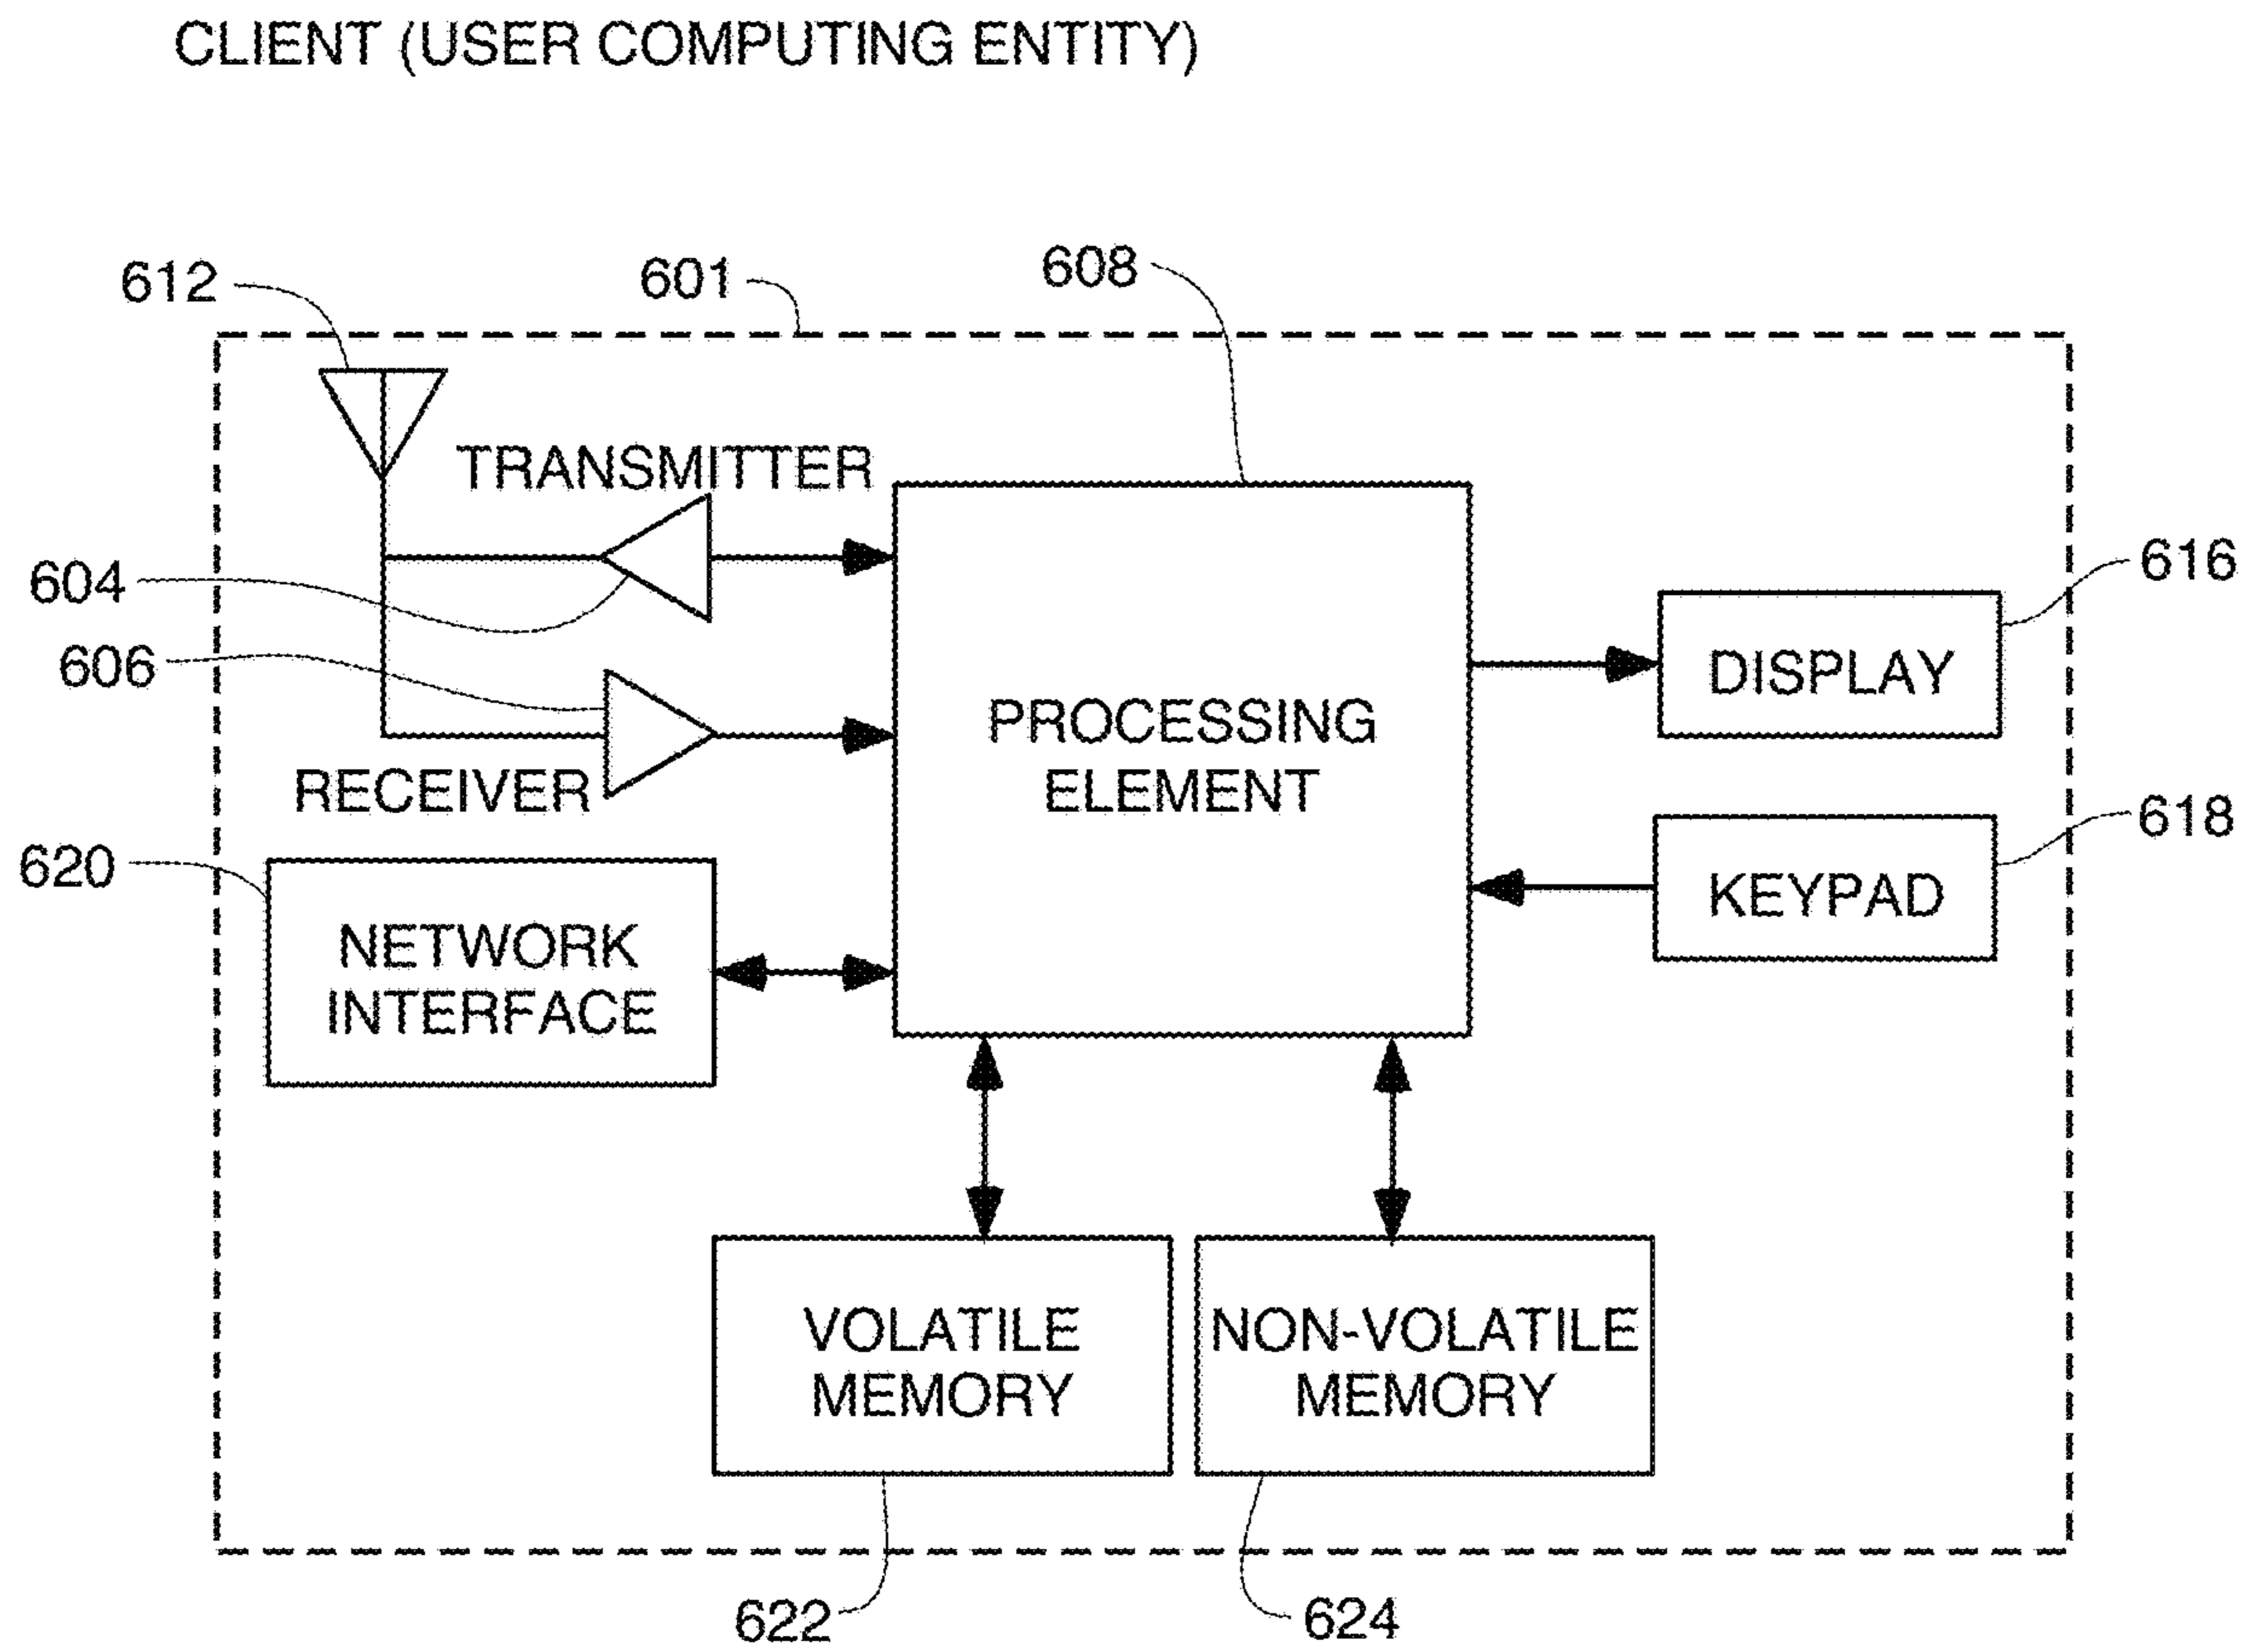 CLIENT (USER COMPUTING ENTITY)
612
601
608
TRANSMITTER
604
616
DISPLAY
606
PROCESSING
ELEMENT
RECEIVER
618
KEYPAD
620
NETWORK
INTERFACE
VOLATILE
MEMORY
NON-VOLATILE
MEMORY
622
624